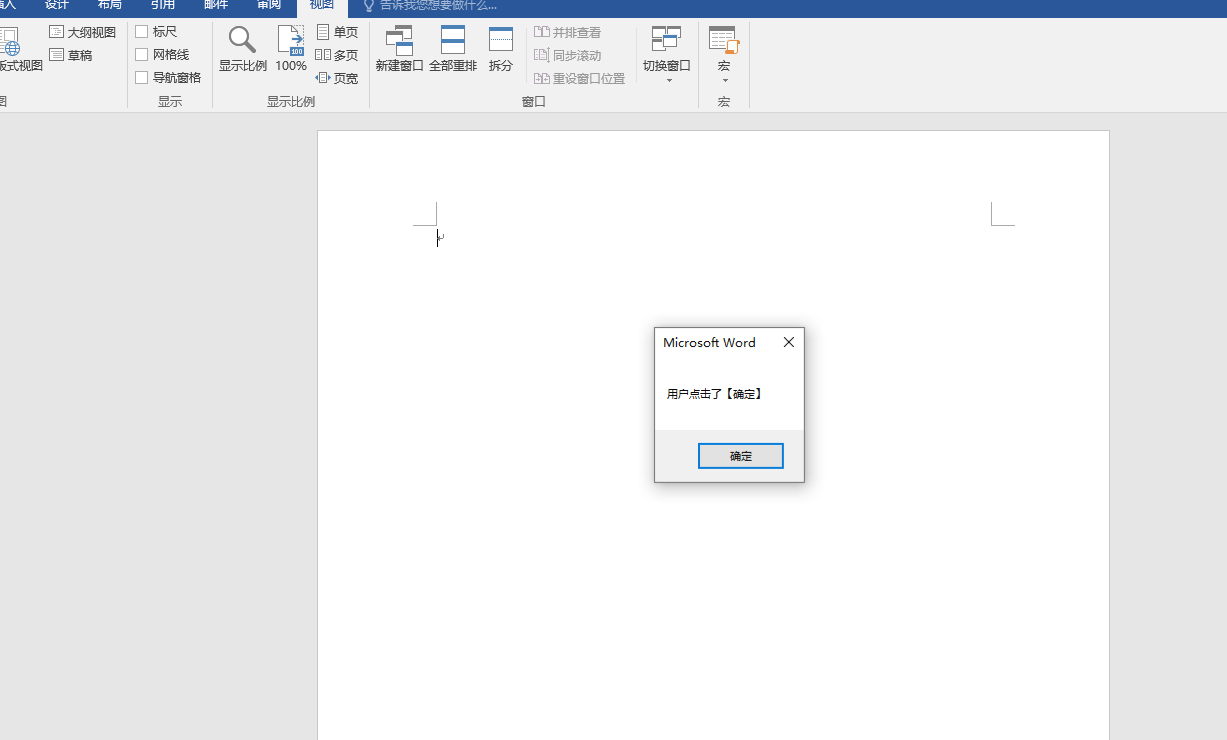 插入 设计 布局 引用 邮件 审阅 视图 告诉我您想要做什么...
大纲视图 标尺 单页 并排查看
草稿 网格线 多页 同步滚动
版式视图 导航窗格 显示比例 100% 页宽 新建窗口 全部重排 拆分 重设窗口位置 切换窗口 宏
图 显示 显示比例 窗口 宏
Microsoft Word
用户点击了【确定】
确定